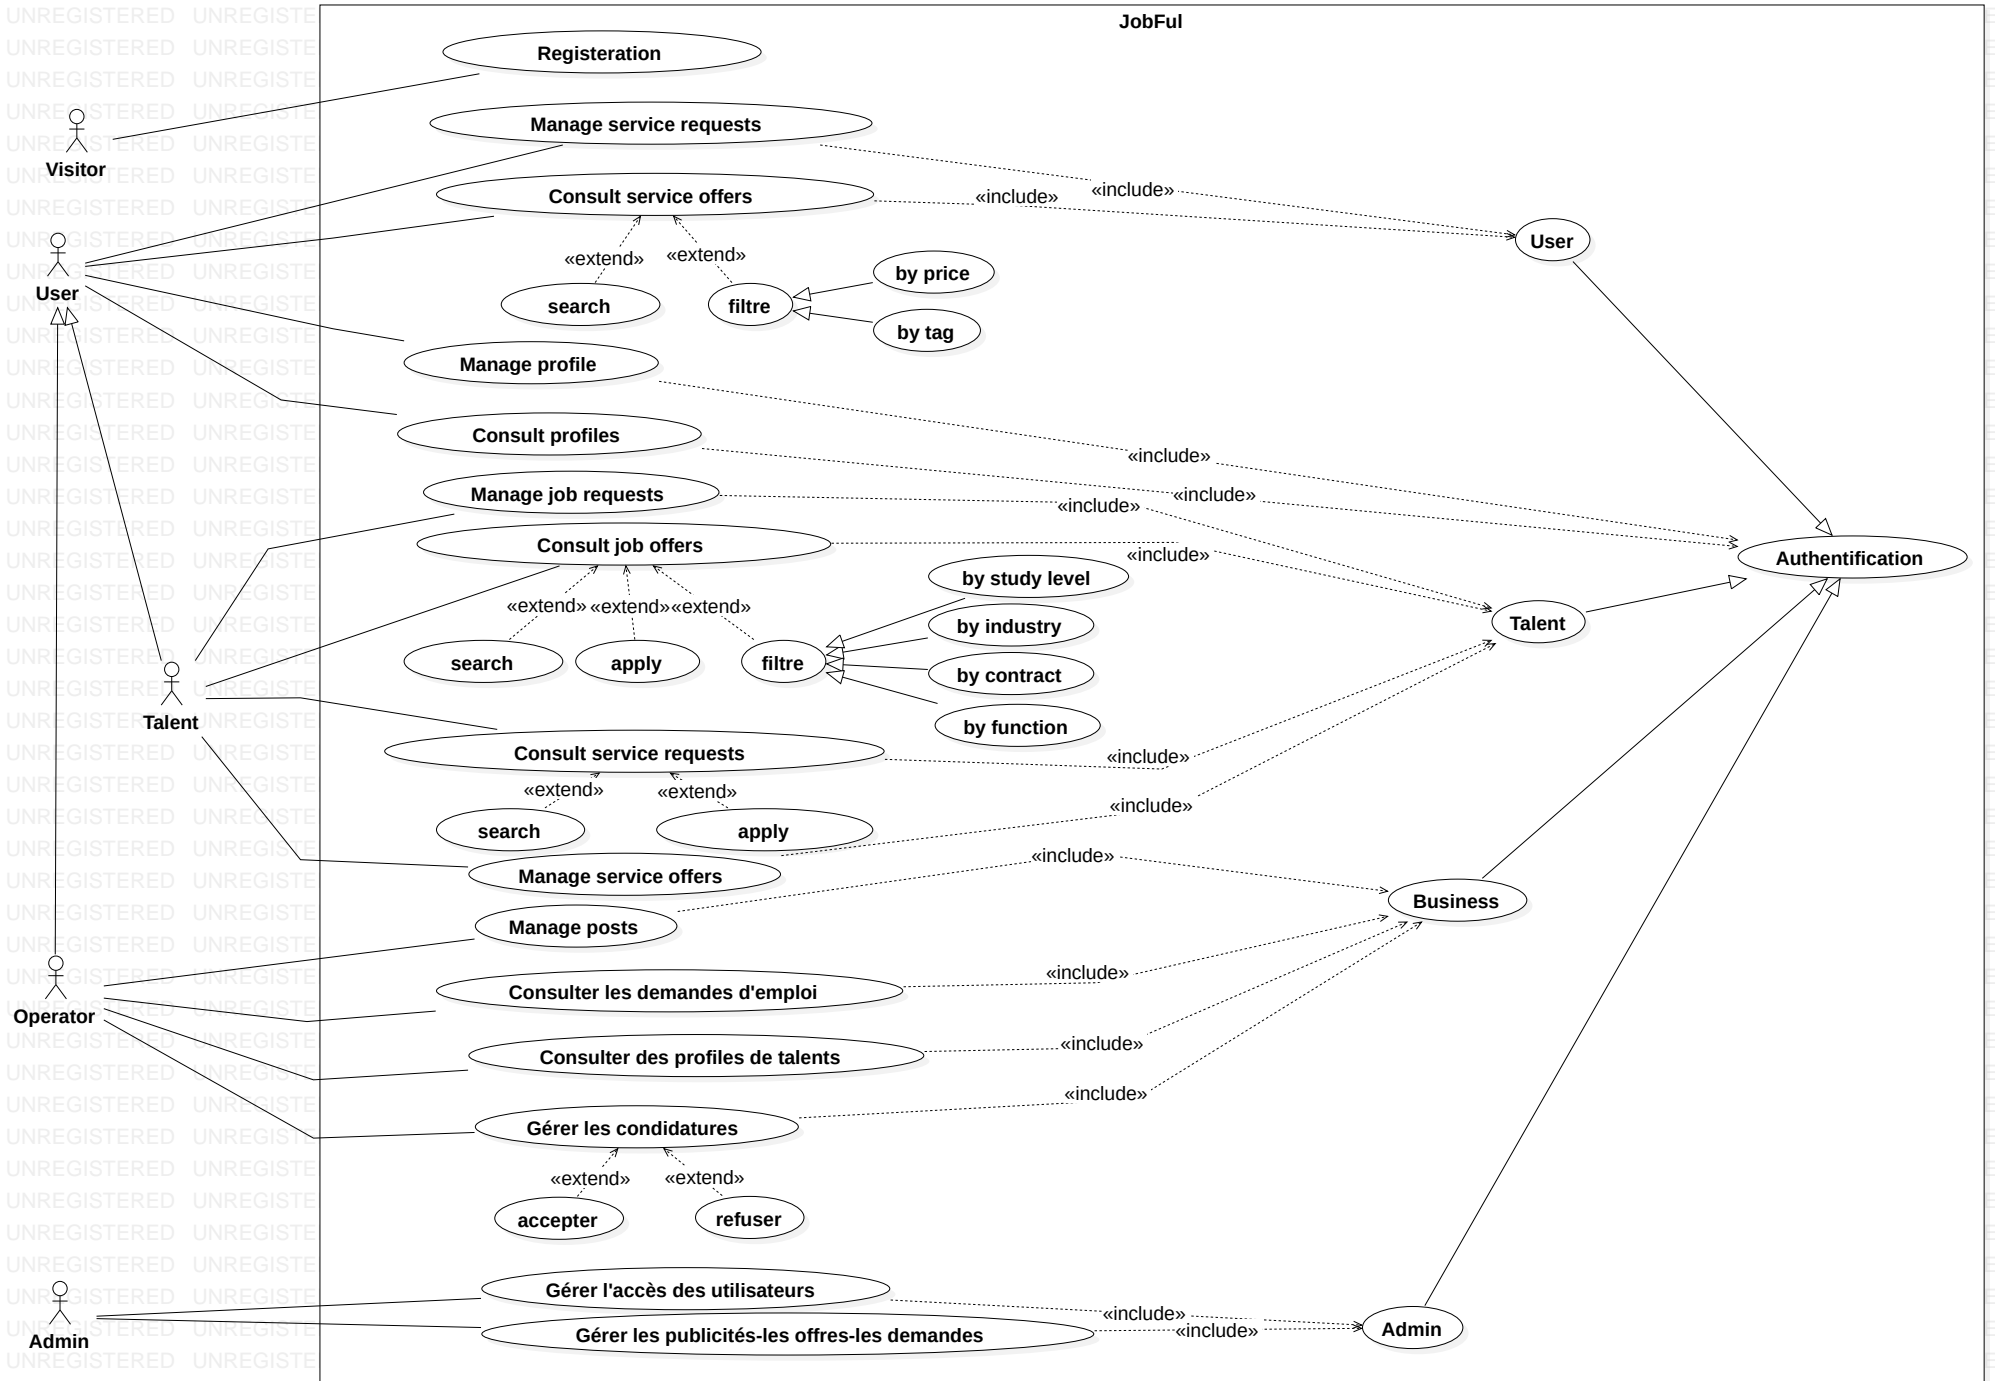 JobFul
Registeration
Manage service requests
Visitor
«include»
Consult service offers
«include»
User
User
«extend»
«extend»
by price
search
filtre
by tag
Manage profile
Consult profiles
«include»
Manage job requests
«include»
«include»
Consult job offers
«include»
Authentification
by study level
«extend»
«extend»
«extend»
by industry
Talent
search
apply
filtre
by contract
Talent
by function
Consult service requests
«include»
«extend»
«extend»
«include»
search
apply
«include»
Manage service offers
Business
Manage posts
«include»
Consulter les demandes d'emploi
Operator
«include»
Consulter des profiles de talents
«include»
Gérer les condidatures
«extend»
«extend»
accepter
refuser
Gérer l'accès des utilisateurs
«include»
Admin
Gérer les publicités-les offres-les demandes
«include»
Admin
UNREGISTERED UNREGISTE